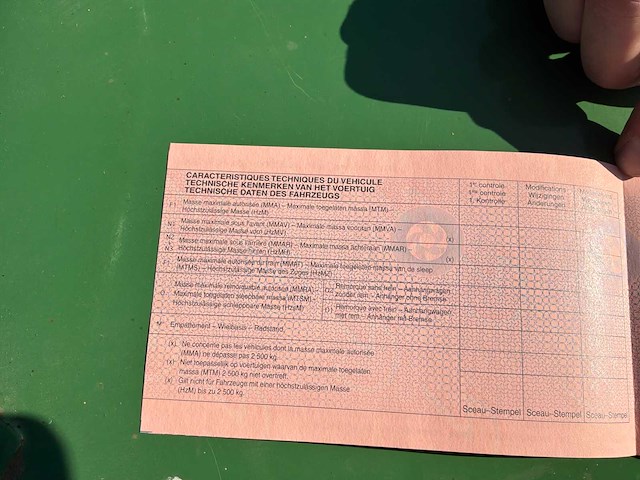 CARACTERISTIQUES TECHNIQUES DU VEHICULE
TECHNISCHE KENMERKEN VAN HET VOERTUIG
TECHNISCHE DATEN DES FAHRZEUGS
1re contrôle
1ste controle
1. Kontrolle
Modifications
Wijzigingen
Änderungen
Masse maximale autorisée (MMA) – Maximale toegelaten massa (MTM) –
Höchstzulässige Masse (HzM)
Masse maximale sous l'avant (MMAV) – Maximale massa vooraan (MMVA) –
Höchstzulässige Masse vorn (HzMV) (x)
Masse maximale sous l'arrière (MMAR) – Maximale massa achteraan (MMAR) –
Höchstzulässige Masse hinten (HzMH) (x)
Masse maximale autorisée du train (MMAT) – Maximale toegelaten massa van de sleep
(MTMS) – Höchstzulässige Masse des Zuges (HzMZ)
Masse maximale remorquable autorisée (MMRA) –
Maximale toegelaten sleepbare massa (MTSM) –
Höchstzulässige schleppbare Masse
Remorque sans frein – Aanhangwagen
zonder rem – Anhänger ohne Bremse
Remorque avec frein – Aanhangwagen
met rem – Anhänger mit Bremse
Empattement – Wielbasis – Radstand
(x) Ne concerne pas les véhicules dont la masse maximale autorisée
(MMA) ne dépasse pas 2 500 kg.
(x) Niet toepasselijk op voertuigen waarvan de maximale toegelaten
massa (MTM) 2 500 kg niet overtreft.
(x) Gilt nicht für Fahrzeuge mit einer höchstzulässigen Masse
(HzM) bis zu 2 500 kg.
Sceau–Stempel Sceau–Stempel Sceau–Stempel